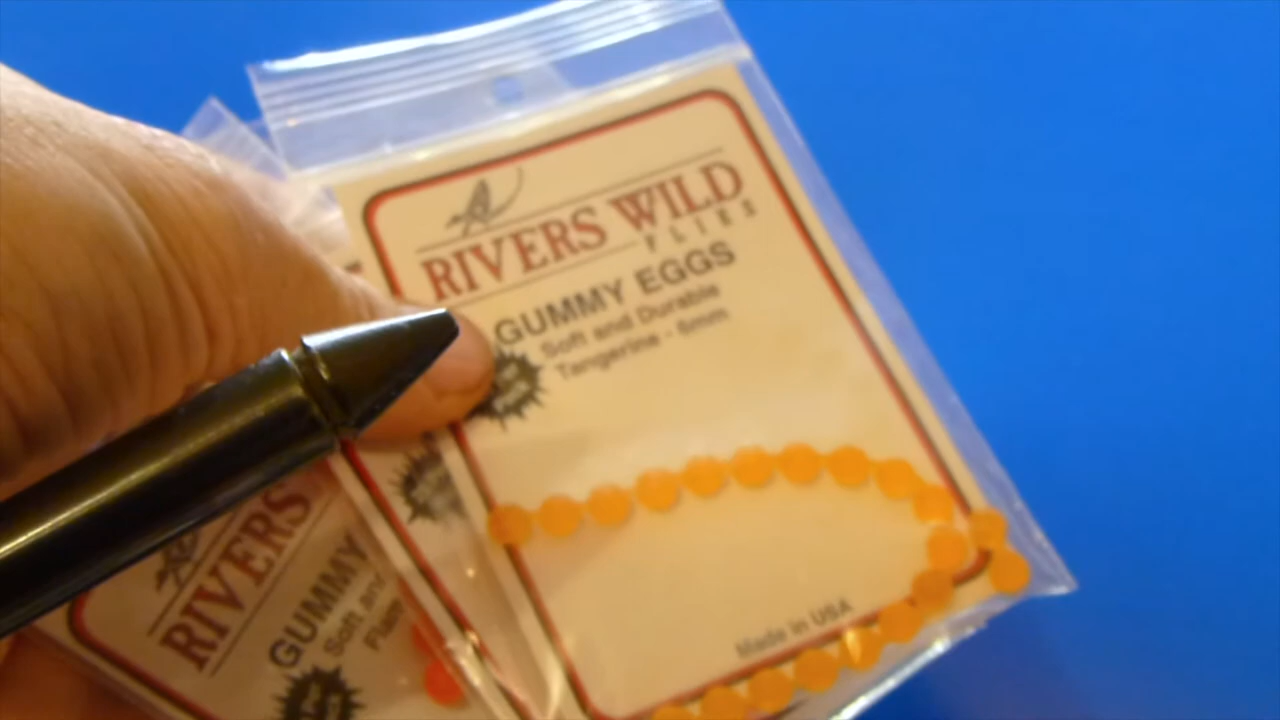 RIVERS WILD
FLIES
GUMMY EGGS
Soft and Durable
Tangerine - 6mm
Made in USA
RIVERS
GUMMY
Soft and